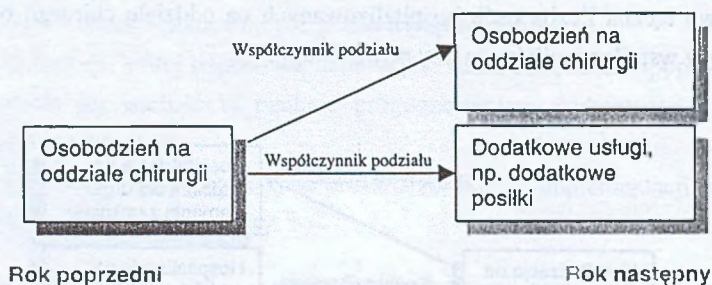 Współczynnik podziału
Osobodzień na
oddziale chirurgii
Osobodzień na
oddziale chirurgii
Współczynnik podziału
Dodatkowe usługi,
np. dodatkowe
posiłki
Rok poprzedni
Rok następny